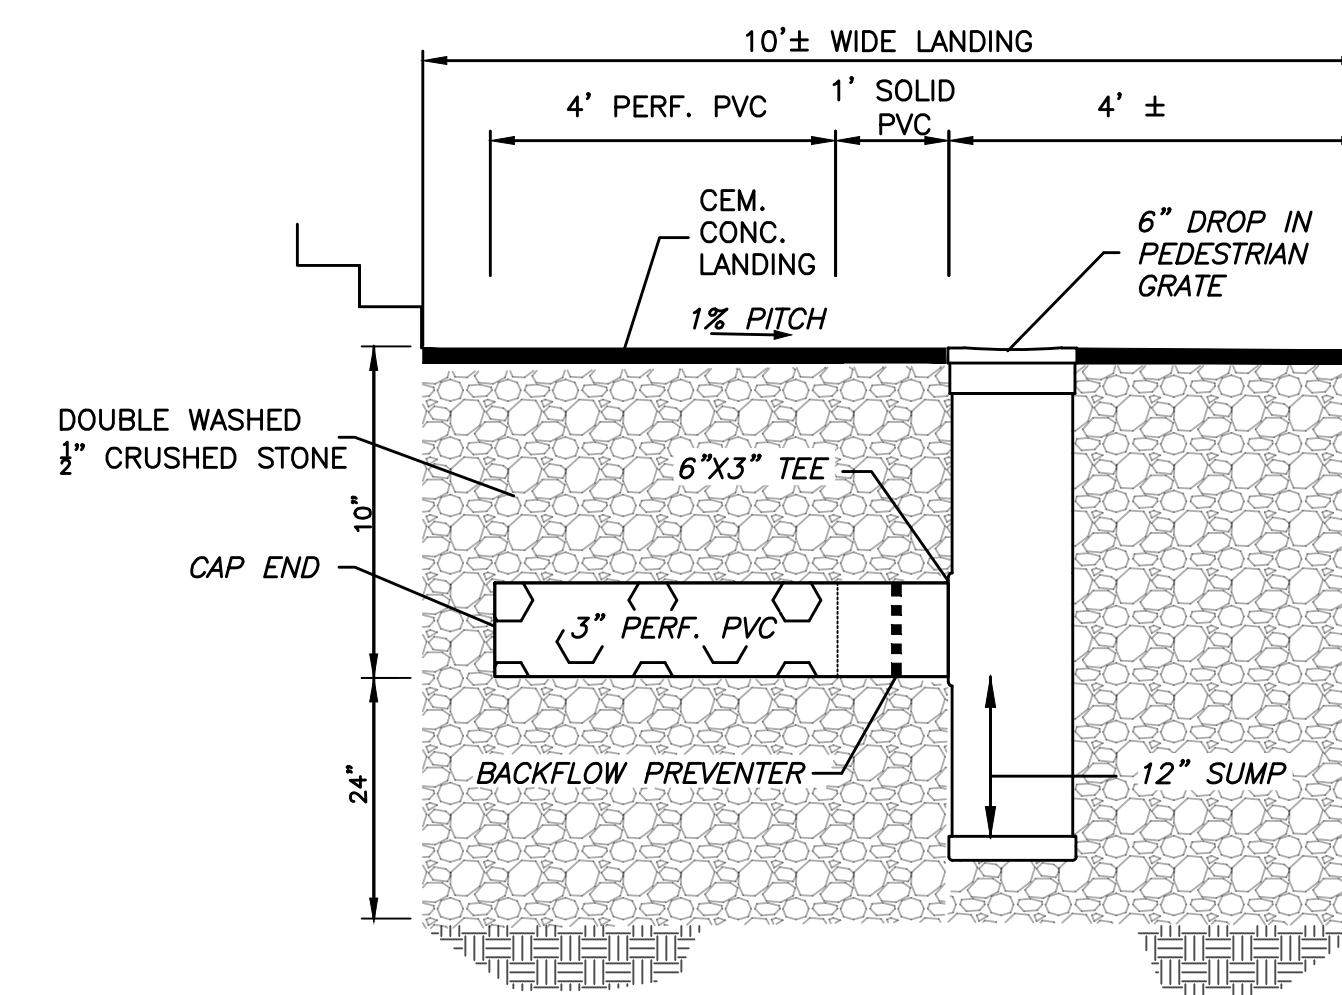 10'± WIDE LANDING
4' PERF. PVC
1' SOLID
PVC
4' ±
CEM.
CONC.
LANDING
6" DROP IN
PEDESTRIAN
GRATE
1% PITCH
DOUBLE WASHED
½" CRUSHED STONE
6"X3" TEE
10"
CAP END
3" PERF. PVC
BACKFLOW PREVENTER
12" SUMP
24"